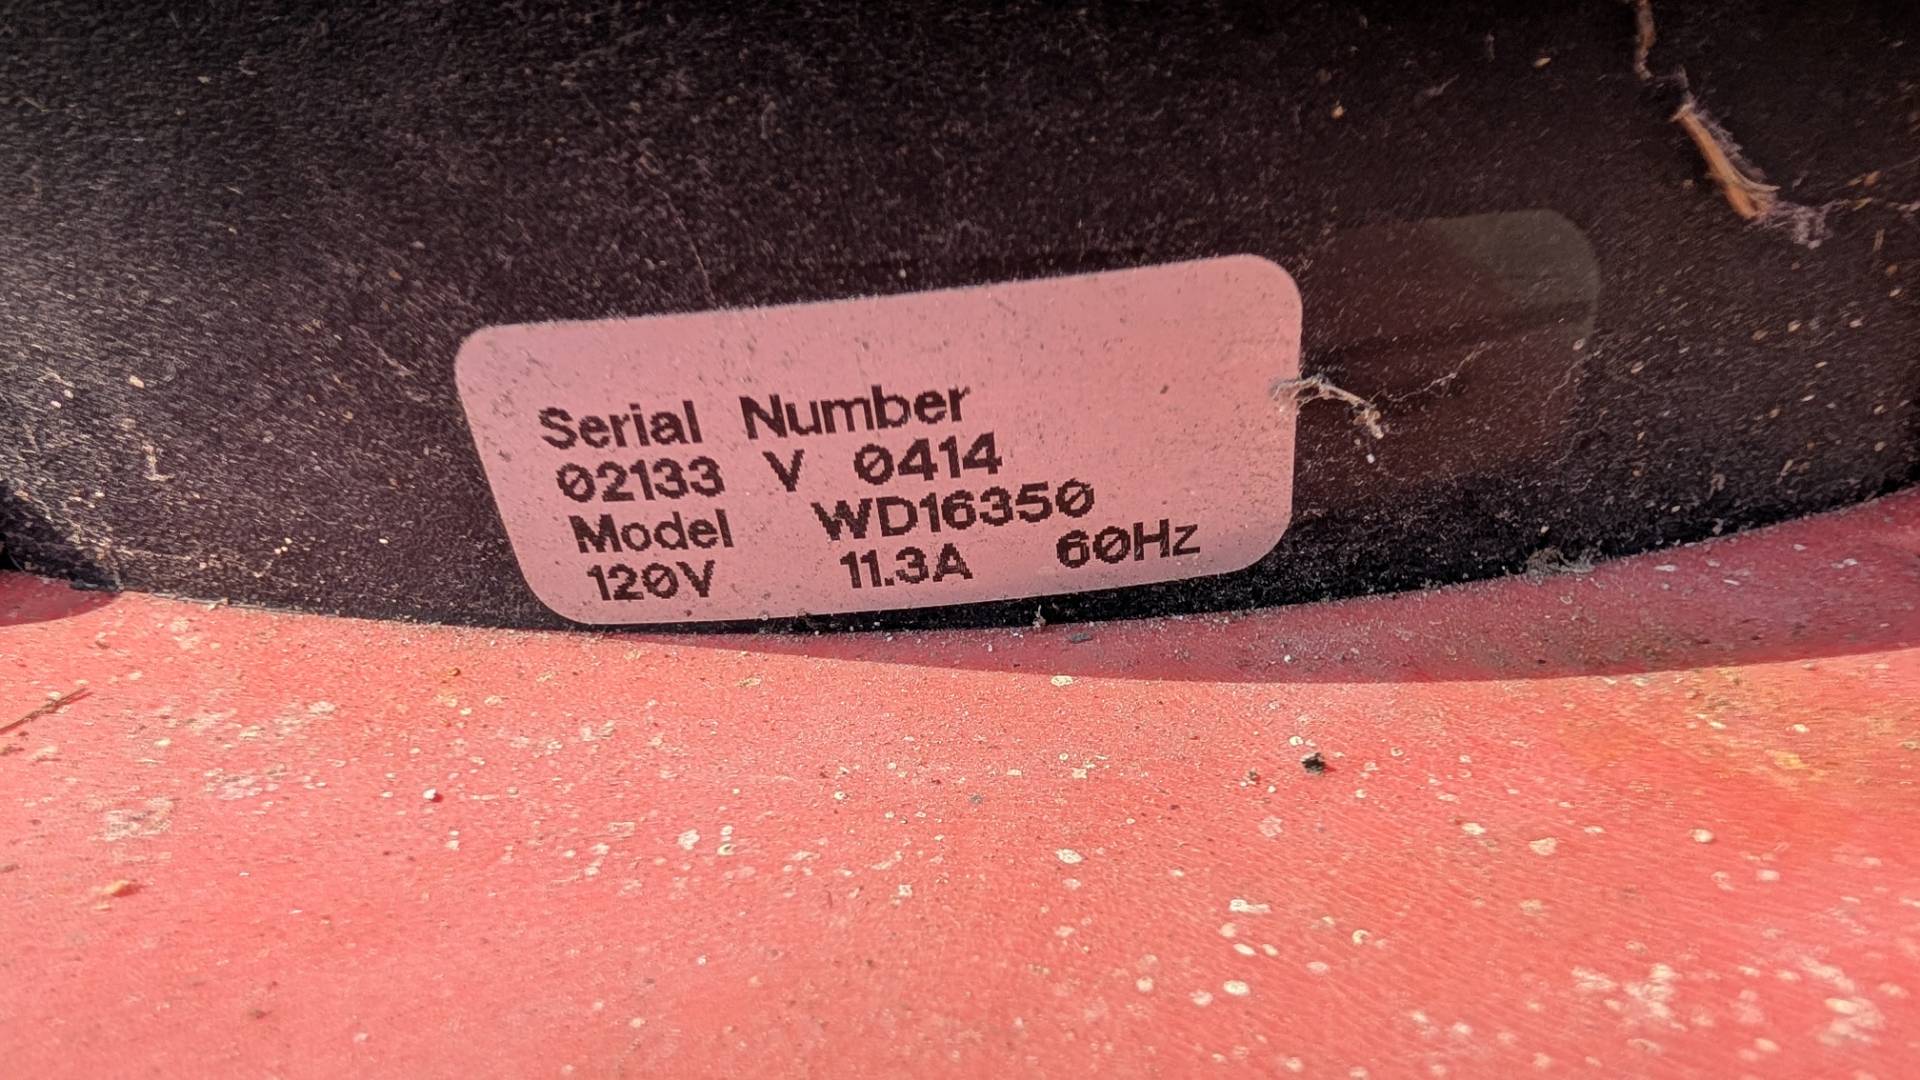 Serial Number
02133 V 0414
Model WD16350
120V 11.3A 60Hz